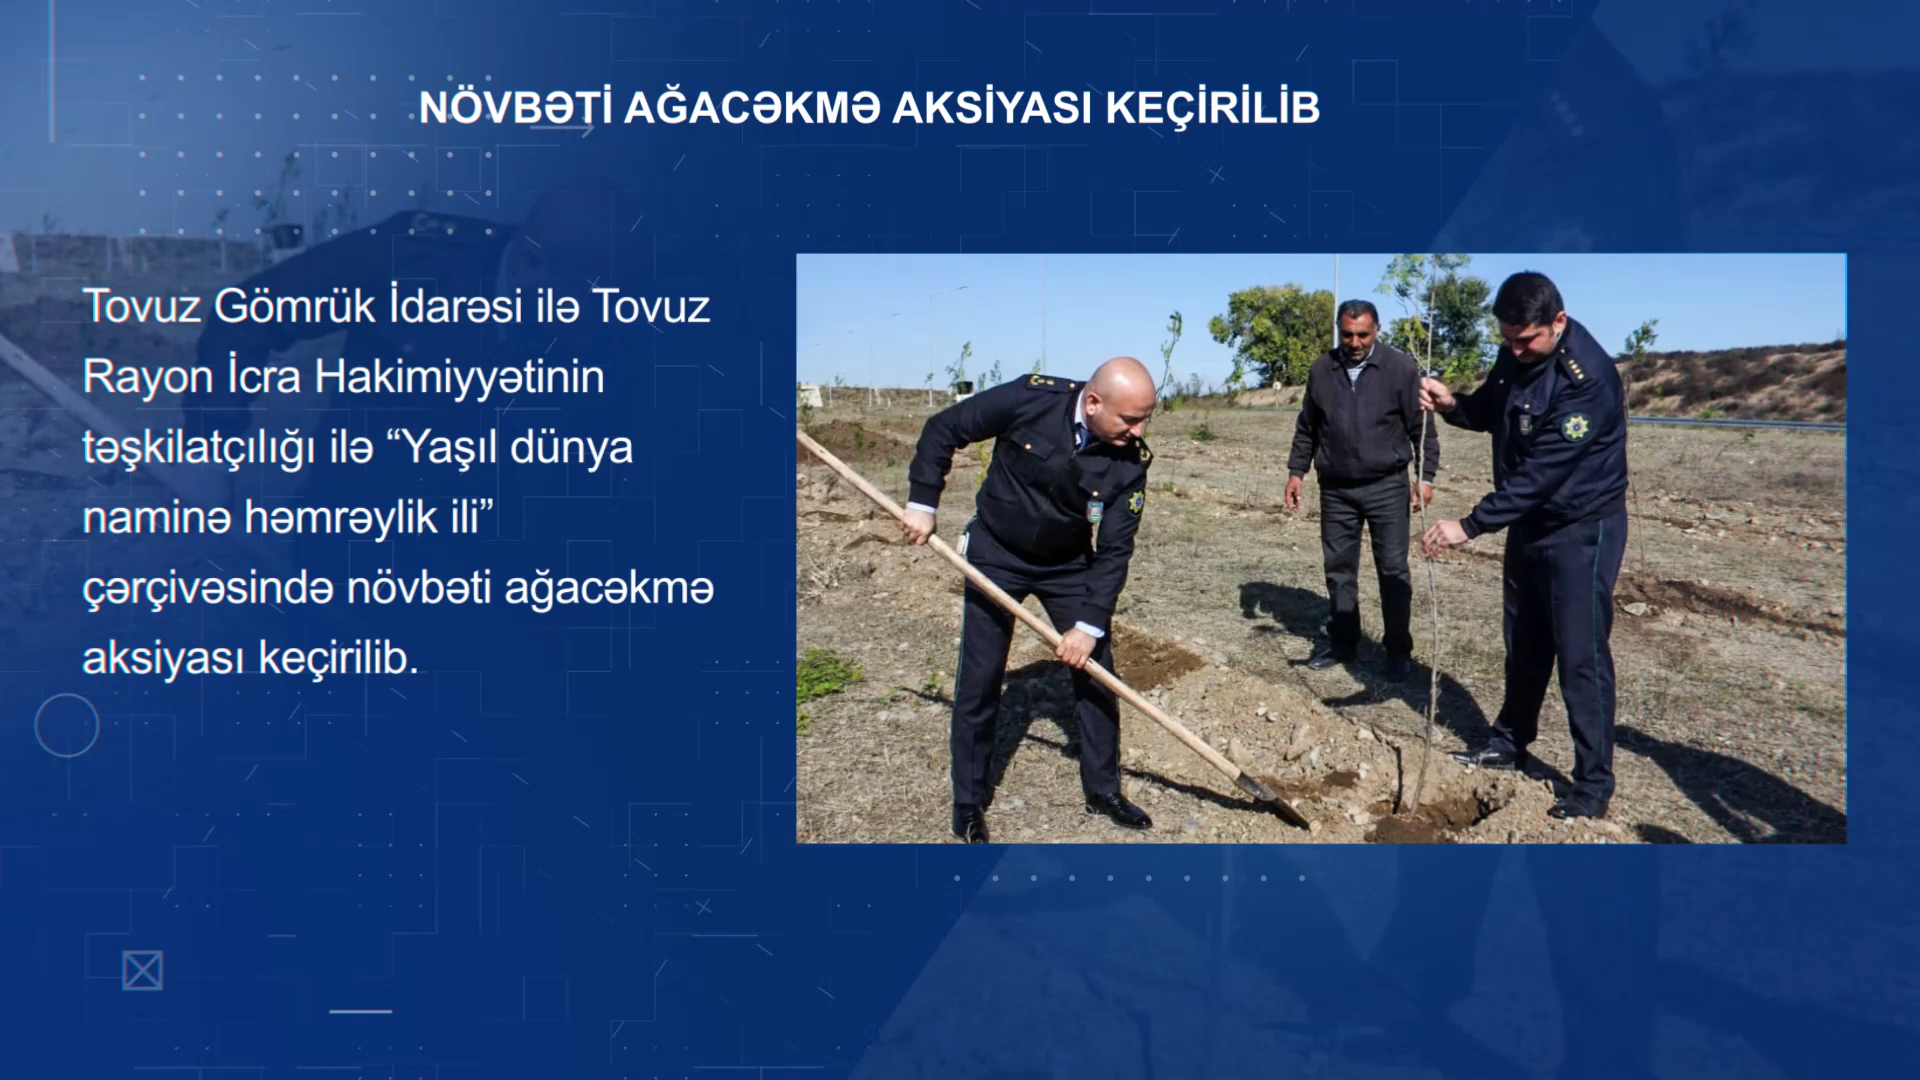 NÖVBƏTİ AĞACƏKMƏ AKSİYASI KEÇİRİLİB
Tovuz Gömrük İdarəsi ilə Tovuz
Rayon İcra Hakimiyyətinin
təşkilatçılığı ilə “Yaşıl dünya
naminə həmrəylik ili”
çərçivəsində növbəti ağacəkmə
aksiyası keçirilib.